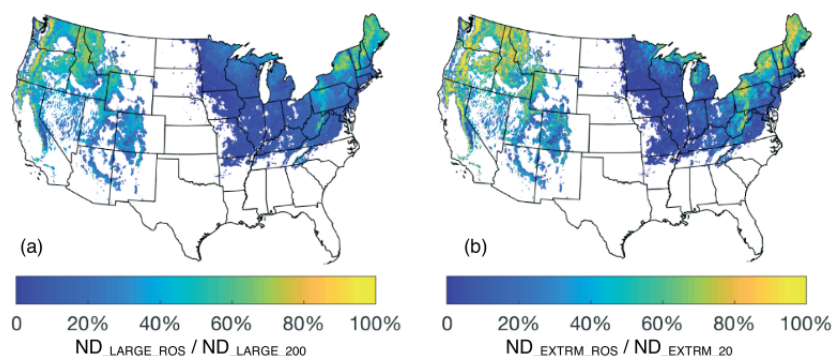 (a)
(b)
0 20% 40% 60% 80% 100%
0 20% 40% 60% 80% 100%
ND_LARGE_ROS / ND_LARGE_200
ND_EXTRM_ROS / ND_EXTRM_20